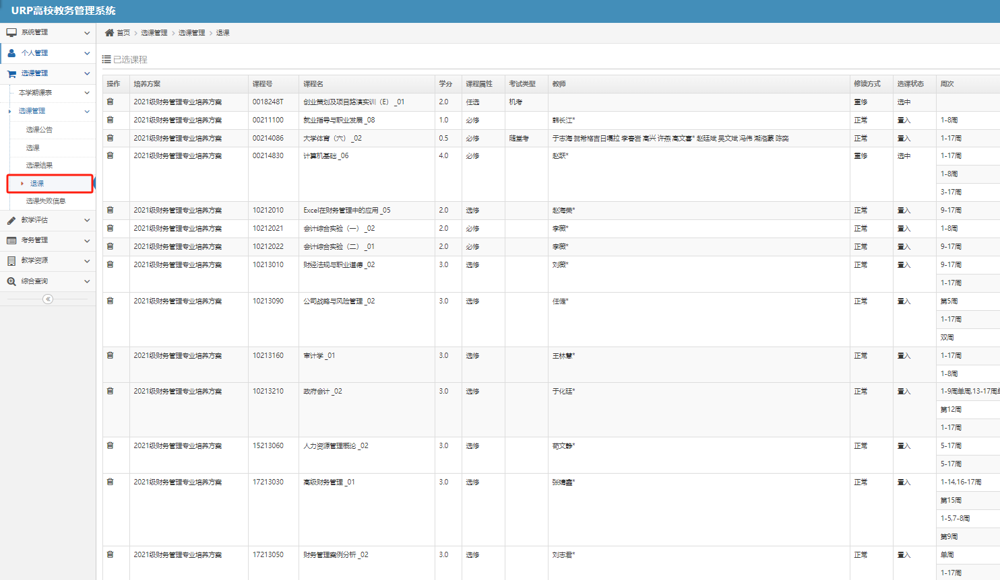 URP高校教务管理系统
系统管理
个人管理
选课管理
本学期课表
选课管理
选课公告
选课
选课结果
退课
选课失败信息
教学评估
考务管理
教学资源
综合查询
首页 > 选课管理 > 选课管理 > 退课
已选课程
操作 培养方案 课程号 课程名 学分 课程属性 考试类型 教师 修读方式 选课状态 周次
2021级财务管理专业培养方案 0018248T 创业策划及项目路演实训（E）_01 2.0 任选 机考 重修 选中
2021级财务管理专业培养方案 00211100 就业指导与职业发展_08 1.0 必修 韩长江* 正常 置入 1-8周
2021级财务管理专业培养方案 00214086 大学体育（六）_02 0.5 必修 随堂考 于志海 贺希格吉日嘎拉 李春岩 高兴 许燕 高文喜* 赵廷斌 吴文斌 冯伟 潮洛蒙 陈奕 正常 置入 1-17周
2021级财务管理专业培养方案 00214830 计算机基础_06 4.0 必修 赵跃* 重修 选中 1-17周
1-8周
3-17周
2021级财务管理专业培养方案 10212010 Excel在财务管理中的应用_05 2.0 选修 赵海荣* 正常 置入 9-17周
2021级财务管理专业培养方案 10212021 会计综合实验（一）_02 2.0 必修 李薇* 正常 置入 1-8周
2021级财务管理专业培养方案 10212022 会计综合实验（二）_01 2.0 必修 李薇* 正常 置入 9-17周
2021级财务管理专业培养方案 10213010 财经法规与职业道德_02 3.0 选修 刘薇* 正常 置入 9-17周
1-17周
2021级财务管理专业培养方案 10213090 公司战略与风险管理_02 3.0 选修 任健* 正常 置入 第5周
1-17周
双周
2021级财务管理专业培养方案 10213160 审计学_01 3.0 选修 王林慧* 正常 置入 1-17周
1-8周
2021级财务管理专业培养方案 10213210 政府会计_02 3.0 选修 于化廷* 正常 置入 1-9周单周,13-17周
第12周
1-17周
2021级财务管理专业培养方案 15213060 人力资源管理概论_02 3.0 选修 荀文静* 正常 置入 5-17周
5-17周
2021级财务管理专业培养方案 17213030 高级财务管理_01 3.0 选修 张婧鑫* 正常 置入 1-14,16-17周
第15周
1-5,7-8周
第9周
2021级财务管理专业培养方案 17213050 财务管理案例分析_02 3.0 选修 刘志君* 正常 置入 单周
1-17周